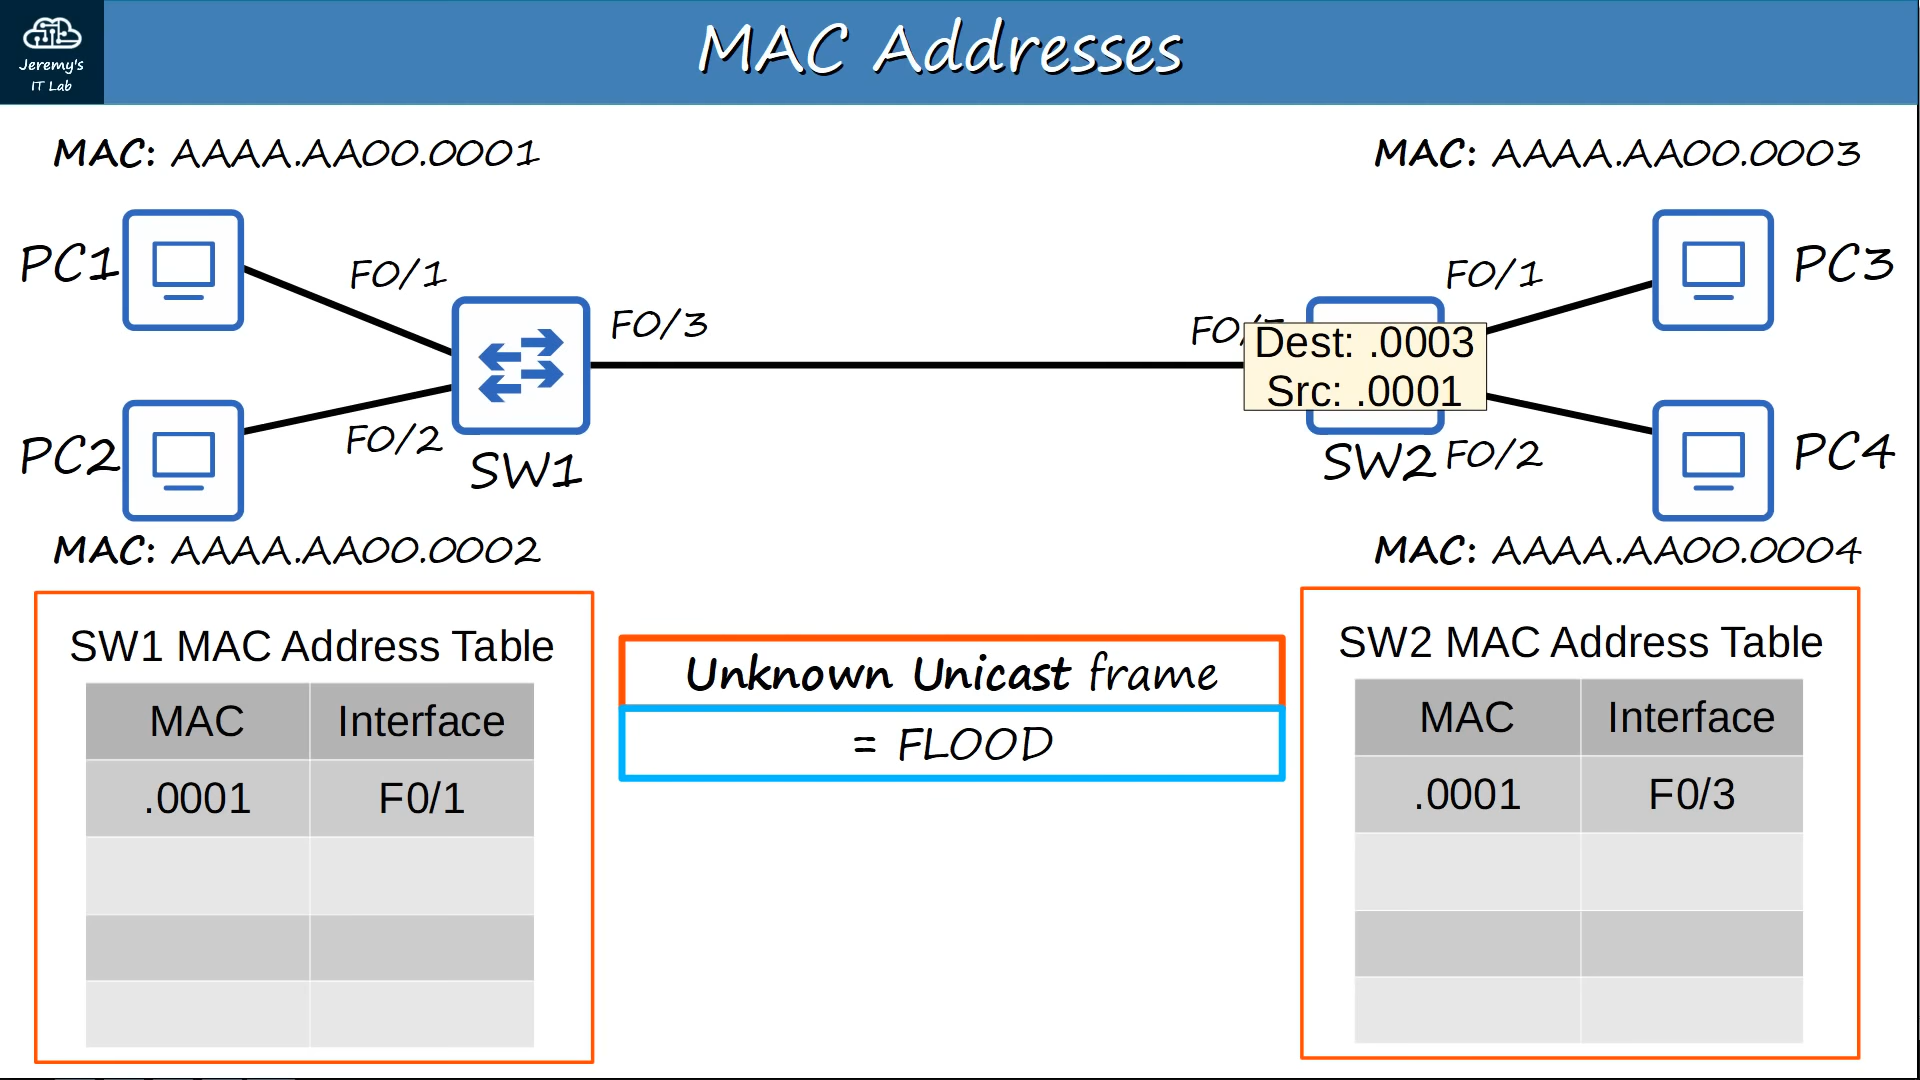 Jeremy's
IT Lab
MAC Addresses
MAC: AAAA.AA00.0001
MAC: AAAA.AA00.0003
PC1
F0/1
F0/3
F0/1
PC3
Dest: .0003
Src: .0001
PC2
F0/2
SW1
SW2
F0/2
PC4
MAC: AAAA.AA00.0002
MAC: AAAA.AA00.0004
SW1 MAC Address Table
MAC Interface
.0001 F0/1
Unknown Unicast frame
= FLOOD
SW2 MAC Address Table
MAC Interface
.0001 F0/3